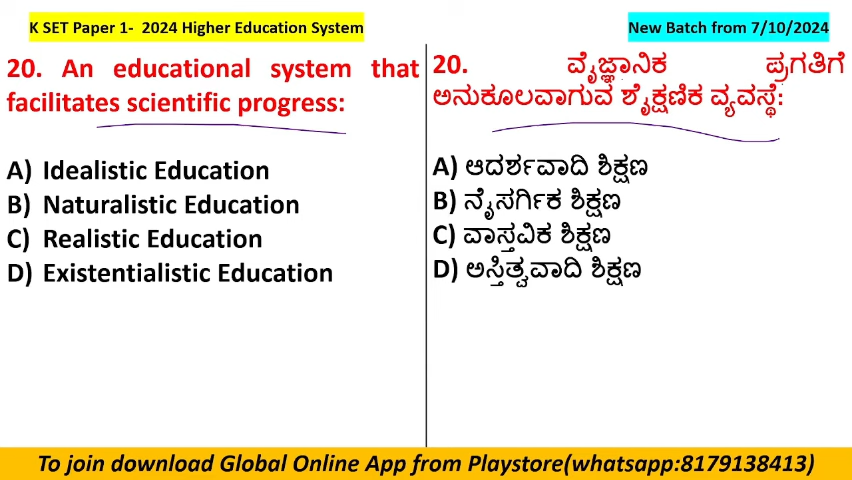 K SET Paper 1- 2024 Higher Education System
New Batch from 7/10/2024
20. An educational system that
facilitates scientific progress:
A) Idealistic Education
B) Naturalistic Education
C) Realistic Education
D) Existentialistic Education
20. ವೈಜ್ಞಾನಿಕ ಪ್ರಗತಿಗೆ
ಅನುಕೂಲವಾಗುವ ಶೈಕ್ಷಣಿಕ ವ್ಯವಸ್ಥೆ:
A) ಆದರ್ಶವಾದಿ ಶಿಕ್ಷಣ
B) ನೈಸರ್ಗಿಕ ಶಿಕ್ಷಣ
C) ವಾಸ್ತವಿಕ ಶಿಕ್ಷಣ
D) ಅಸ್ತಿತ್ವವಾದಿ ಶಿಕ್ಷಣ
To join download Global Online App from Playstore(whatsapp:8179138413)